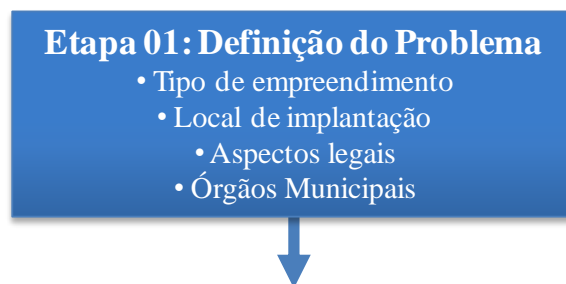 Etapa 01: Definição do Problema
• Tipo de empreendimento
• Local de implantação
• Aspectos legais
• Órgãos Municipais